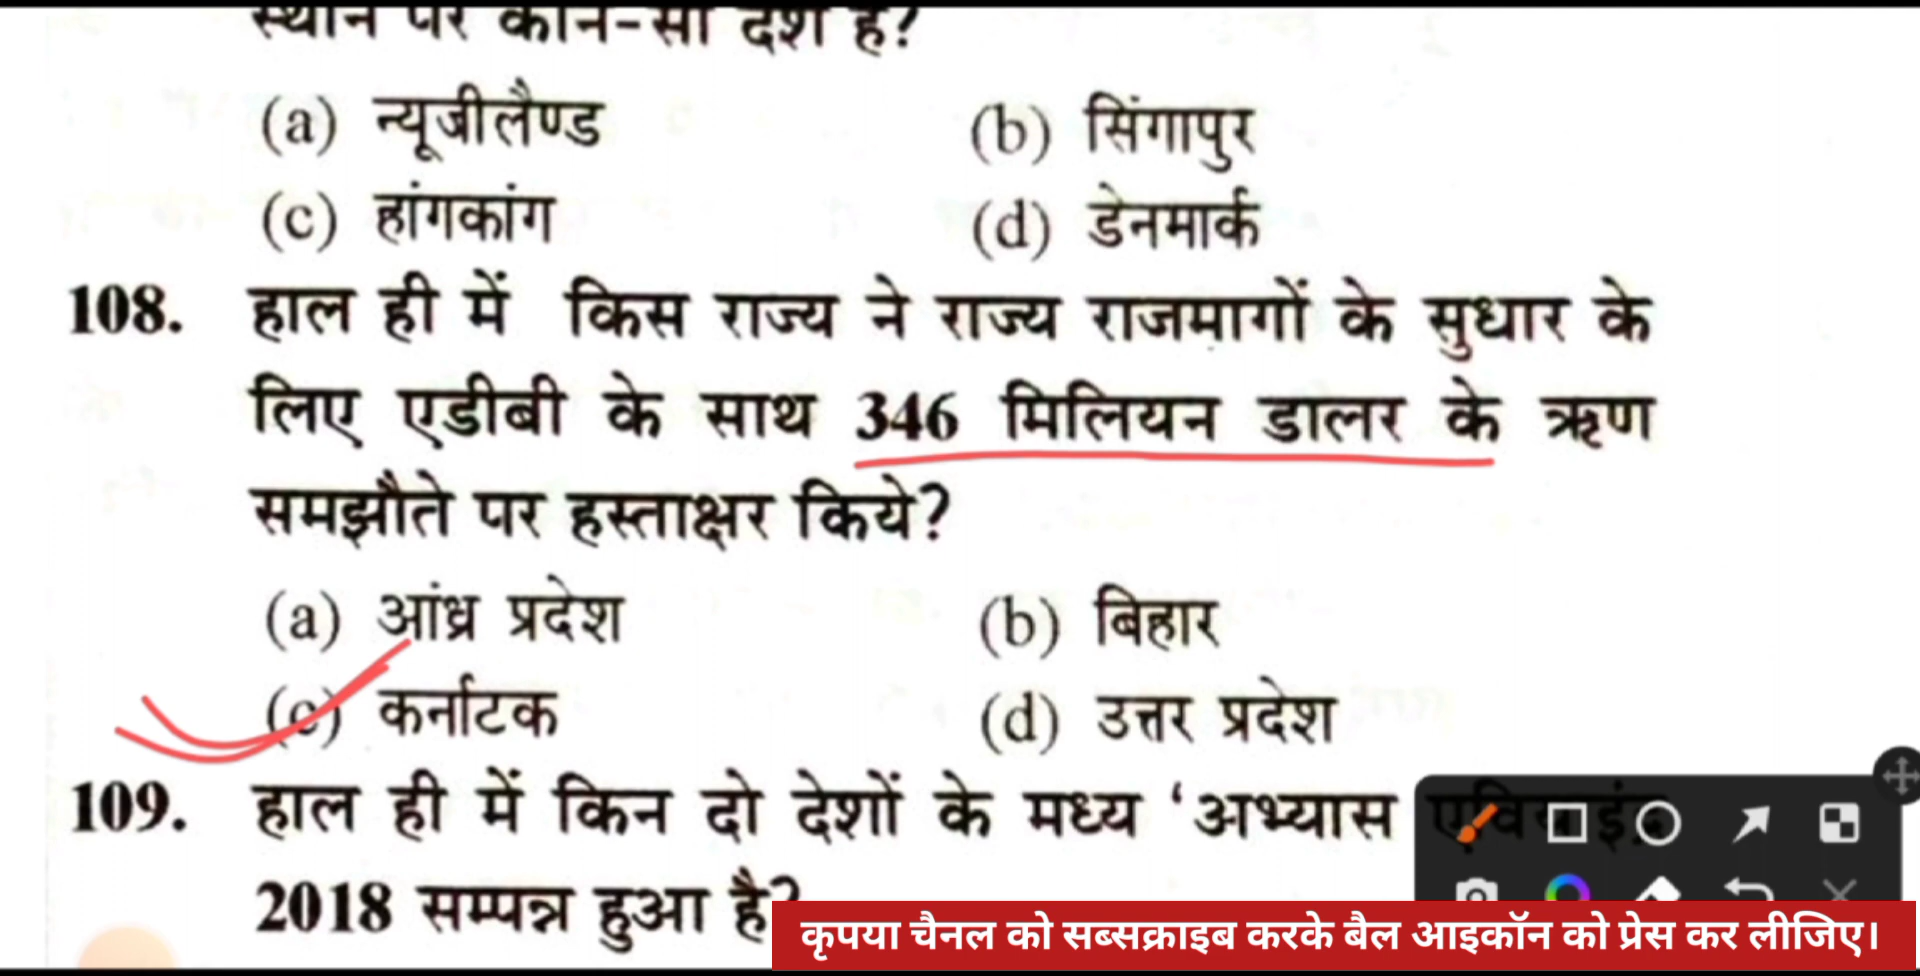 स्थान पर कौन-सा देश है?
(a) न्यूजीलैण्ड (b) सिंगापुर
(c) हांगकांग (d) डेनमार्क
108. हाल ही में किस राज्य ने राज्य राजमागों के सुधार के
लिए एडीबी के साथ 346 मिलियन डालर के ऋण
समझौते पर हस्ताक्षर किये?
(a) आंध्र प्रदेश (b) बिहार
(c) कर्नाटक (d) उत्तर प्रदेश
109. हाल ही में किन दो देशों के मध्य ‘अभ्यास
2018 सम्पन्न हुआ है?
कृपया चैनल को सब्सक्राइब करके बैल आइकॉन को प्रेस कर लीजिए।